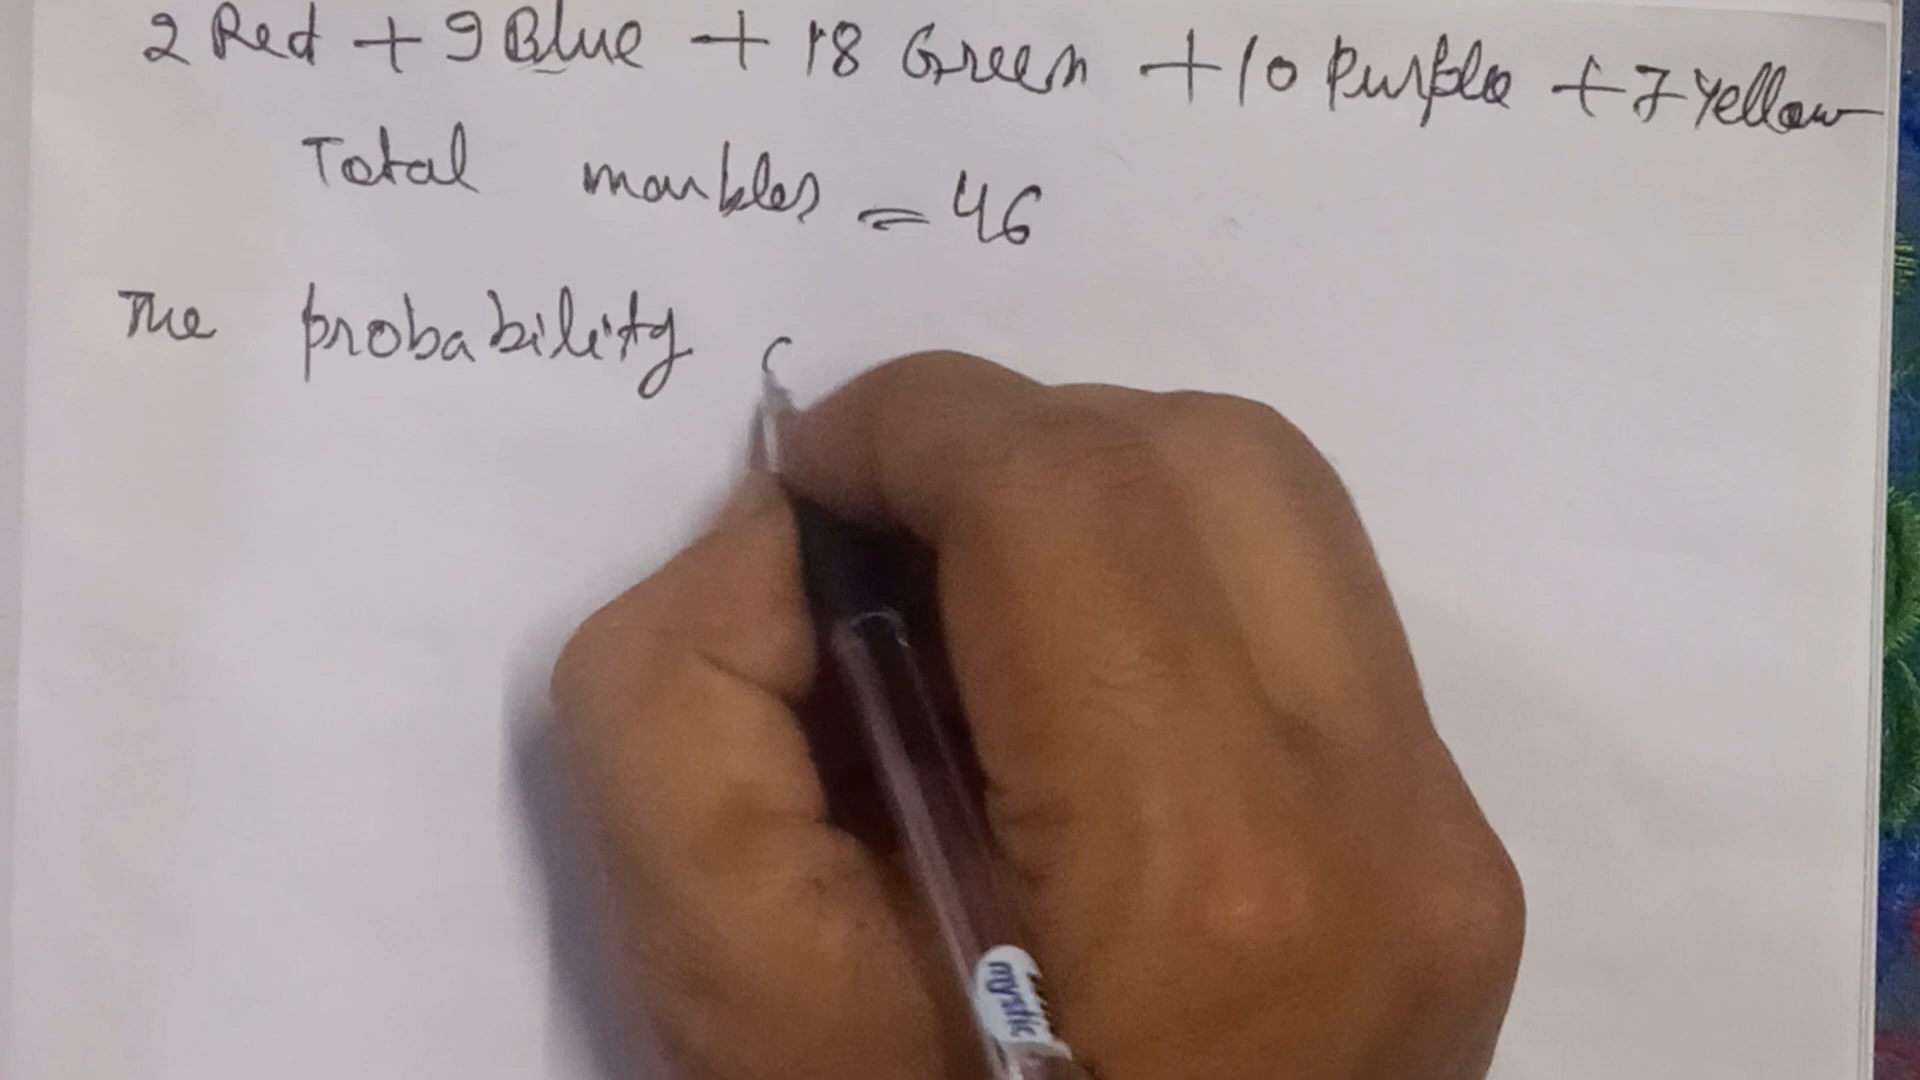 2 Red + 9 Blue + 18 Green + 10 Purple + 7 Yellow
Total marbles = 46
The probability
mystic